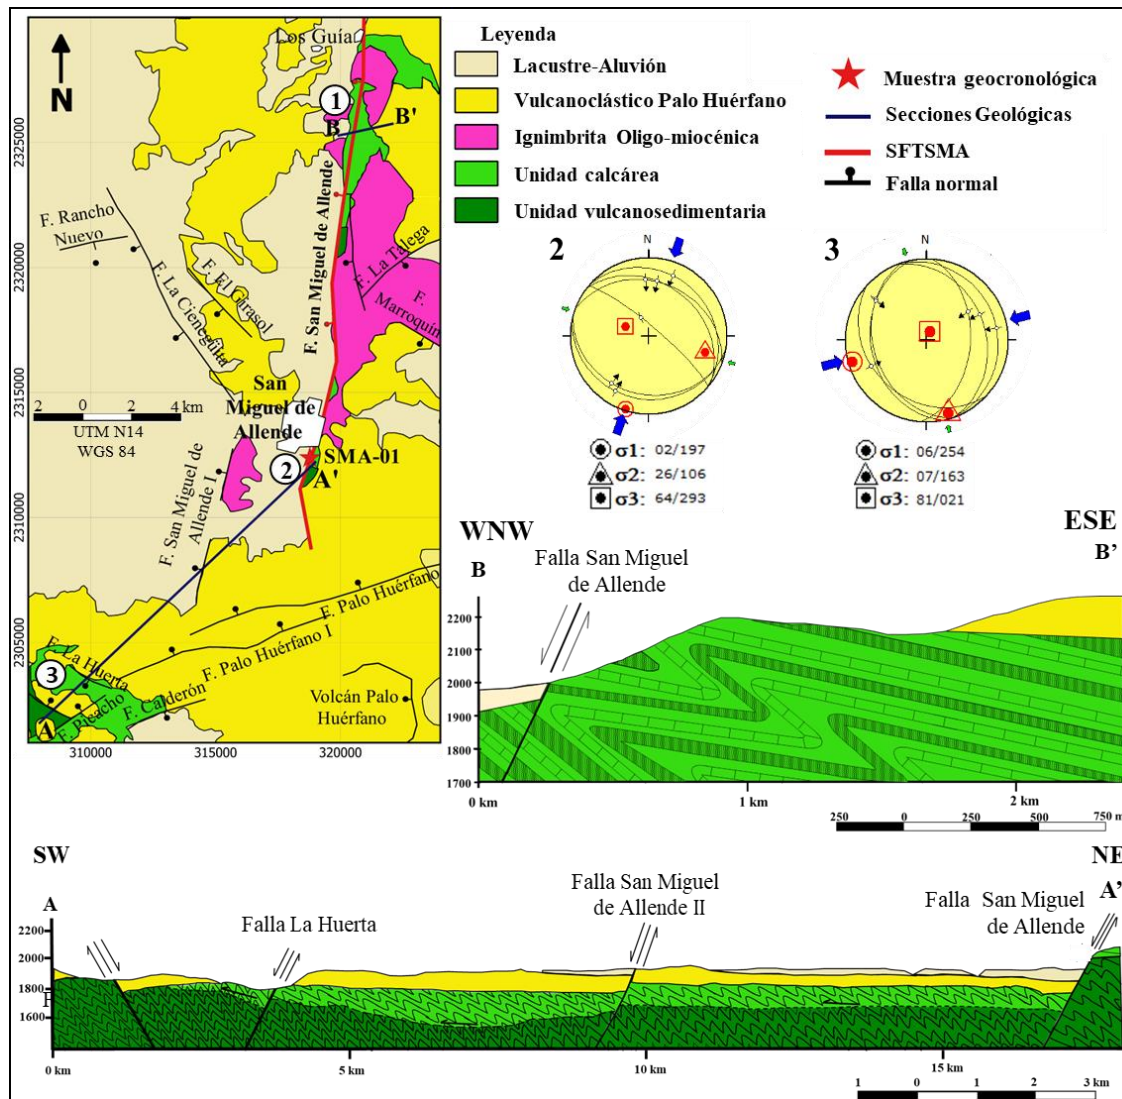 Leyenda
Lacustre-Aluvión
Vulcanoclástico Palo Huérfano
Ignimbrita Oligo-miocénica
Unidad calcárea
Unidad vulcanosedimentaria
Muestra geocronológica
Secciones Geológicas
SFTSMA
Falla normal
N
Los Guía
1
B
B'
F. Rancho
Nuevo
F. La Cieneguita
F. El Girasol
F. San Miguel de Allende
F. La Talega
F.
Marroquín
San
Miguel de
Allende
2 0 2 4 km
UTM N14
WGS 84
2
SMA-01
A'
F. San Miguel de
Allende I
F. Palo Huérfano
F. Palo Huérfano I
F. La Huerta
3
F. Calderón
F. Picacho
A
Volcán Palo
Huérfano
2325000
2320000
2315000
2310000
2305000
310000
315000
320000
2
N
σ1: 02/197
σ2: 26/106
σ3: 64/293
3
N
σ1: 06/254
σ2: 07/163
σ3: 81/021
WNW
ESE
B
B’
Falla San Miguel
de Allende
2200
2100
2000
1900
1800
1700
0 km
1 km
2 km
250 0 250 500 750 m
SW
NE
A
A’
Falla La Huerta
Falla San Miguel
de Allende II
Falla San Miguel
de Allende
2200
2000
1800
1600
0 km
5 km
10 km
15 km
1 0 1 2 3 km